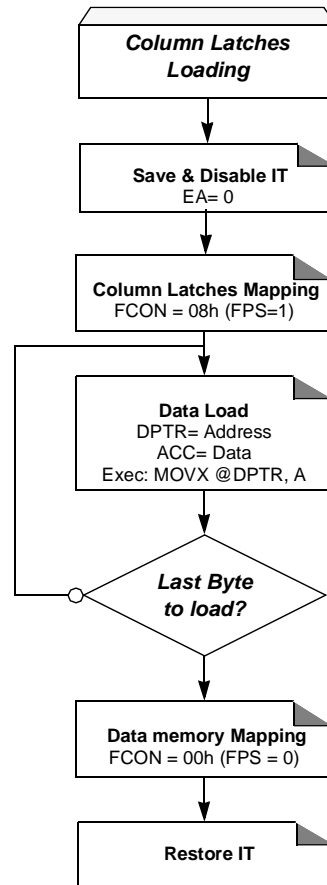 Column Latches
Loading
Save & Disable IT
EA= 0
Column Latches Mapping
FCON = 08h (FPS=1)
Data Load
DPTR= Address
ACC= Data
Exec: MOVX @DPTR, A
Last Byte
to load?
Data memory Mapping
FCON = 00h (FPS = 0)
Restore IT